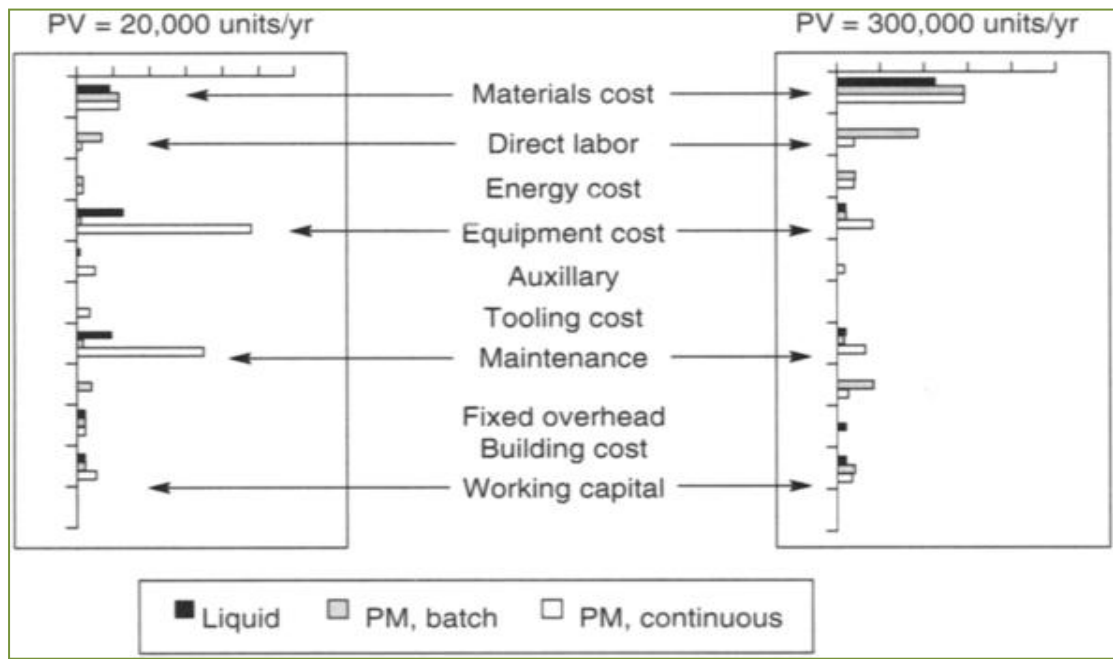 PV = 20,000 units/yr
PV = 300,000 units/yr
Materials cost
Direct labor
Energy cost
Equipment cost
Auxillary
Tooling cost
Maintenance
Fixed overhead
Building cost
Working capital
Liquid
PM, batch
PM, continuous